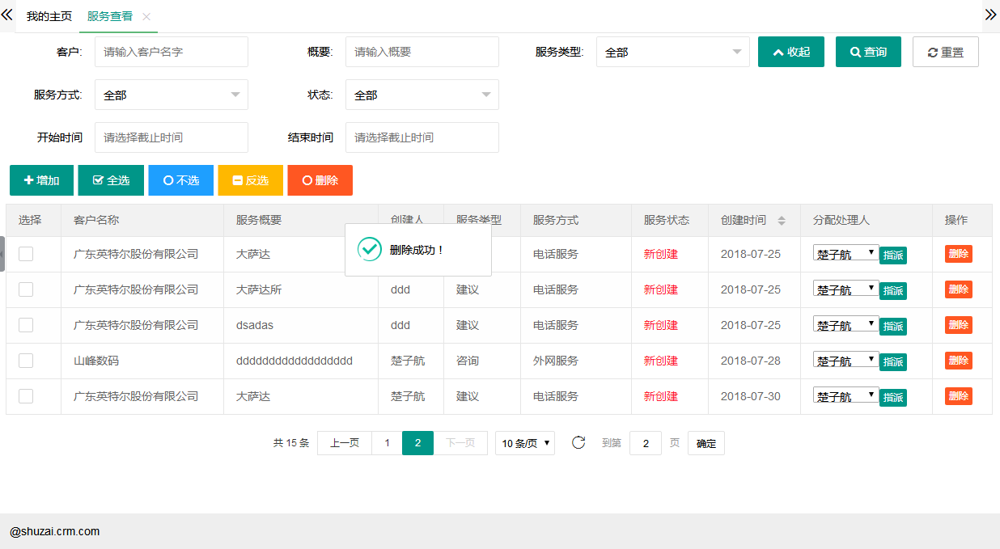 我的主页 服务查看
客户: 请输入客户名字 概要: 请输入概要 服务类型: 全部 收起 查询 重置
服务方式: 全部 状态: 全部
开始时间 请选择截止时间 结束时间 请选择截止时间
增加 全选 不选 反选 删除
选择 客户名称 服务概要 创建人 服务类型 服务方式 服务状态 创建时间 分配处理人 操作
删除成功！
广东英特尔股份有限公司 大萨达 电话服务 新创建 2018-07-25 楚子航 指派 删除
广东英特尔股份有限公司 大萨达所 ddd 建议 电话服务 新创建 2018-07-25 楚子航 指派 删除
广东英特尔股份有限公司 dsadas ddd 建议 电话服务 新创建 2018-07-25 楚子航 指派 删除
山峰数码 dddddddddddddddddd 楚子航 咨询 外网服务 新创建 2018-07-28 楚子航 指派 删除
广东英特尔股份有限公司 大萨达 楚子航 建议 电话服务 新创建 2018-07-30 楚子航 指派 删除
共 15 条 上一页 1 2 下一页 10 条/页 到第 2 页 确定
@shuzai.crm.com